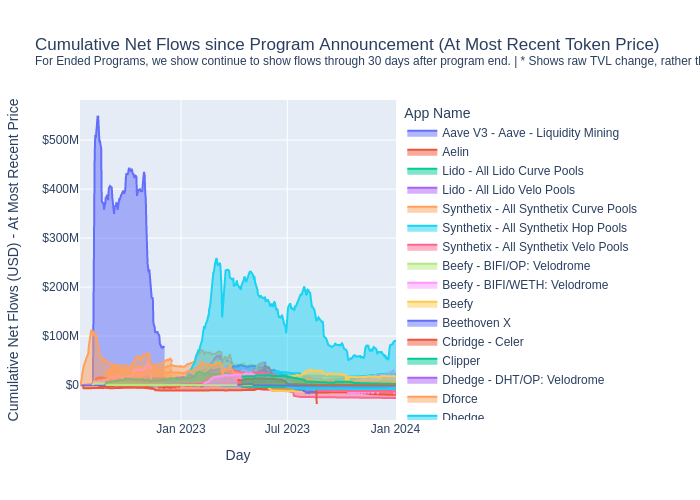 Cumulative Net Flows since Program Announcement (At Most Recent Token Price)
For Ended Programs, we show continue to show flows through 30 days after program end. | * Shows raw TVL change, rather
App Name
Aave V3 - Aave - Liquidity Mining
Aelin
Lido - All Lido Curve Pools
Lido - All Lido Velo Pools
Synthetix - All Synthetix Curve Pools
Synthetix - All Synthetix Hop Pools
Synthetix - All Synthetix Velo Pools
Beefy - BIFI/OP: Velodrome
Beefy - BIFI/WETH: Velodrome
Beefy
Beethoven X
Cbridge - Celer
Clipper
Dhedge - DHT/OP: Velodrome
Dforce
Dhedge
Cumulative Net Flows (USD) - At Most Recent Price
$500M
$400M
$300M
$200M
$100M
$0
Jan 2023
Jul 2023
Jan 2024
Day